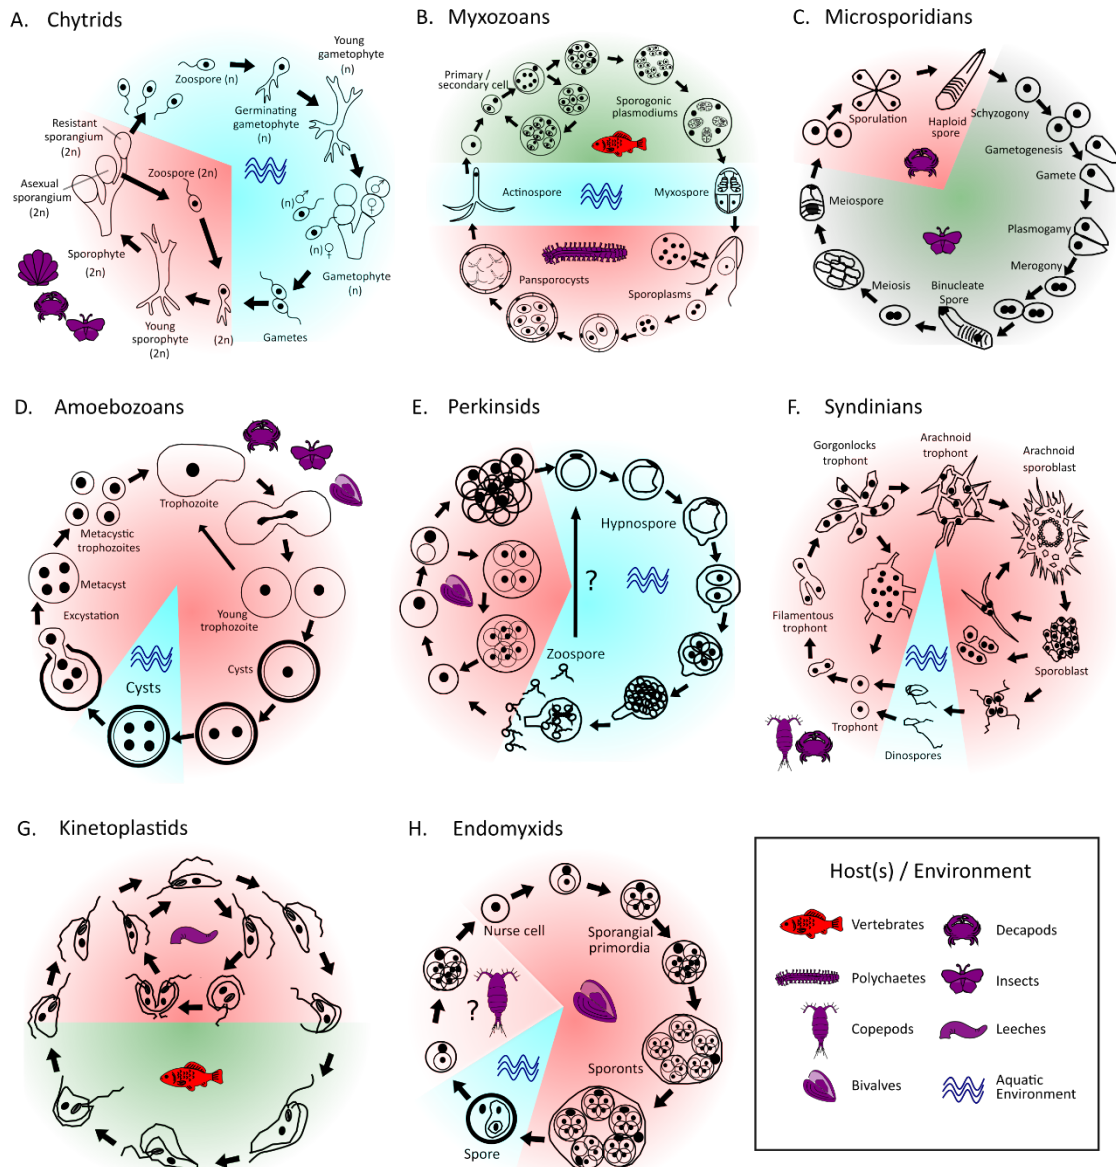 A. Chytrids
Young
gametophyte
(n)
Zoospore (n)
Germinating
gametophyte
(n)
Resistant
sporangium
(2n)
Zoospore (2n)
Asexual
sporangium
(2n)
♂
(n)
(n)
♀
♂
♀
Sporophyte
(2n)
Gametophyte
(n)
Young
sporophyte
(2n)
(2n)
Gametes
B. Myxozoans
Primary /
secondary cell
Sporogonic
plasmodiums
Actinospore
Myxospore
Pansporocysts
Sporoplasms
C. Microsporidians
Sporulation
Haploid
spore
Schyzogony
Gametogenesis
Gamete
Meiospore
Plasmogamy
Merogony
Meiosis
Binucleate
Spore
D. Amoebozoans
Trophozoite
Metacystic
trophozoites
Metacyst
Excystation
Young
trophozoite
Cysts
Cysts
E. Perkinsids
Hypnospore
?
Zoospore
F. Syndinians
Gorgonlocks
trophont
Arachnoid
trophont
Arachnoid
sporoblast
Filamentous
trophont
Sporoblast
Trophont
Dinospores
G. Kinetoplastids
H. Endomyxids
Nurse cell
Sporangial
primordia
?
Sporonts
Spore
Host(s) / Environment
Vertebrates
Decapods
Polychaetes
Insects
Copepods
Leeches
Bivalves
Aquatic
Environment